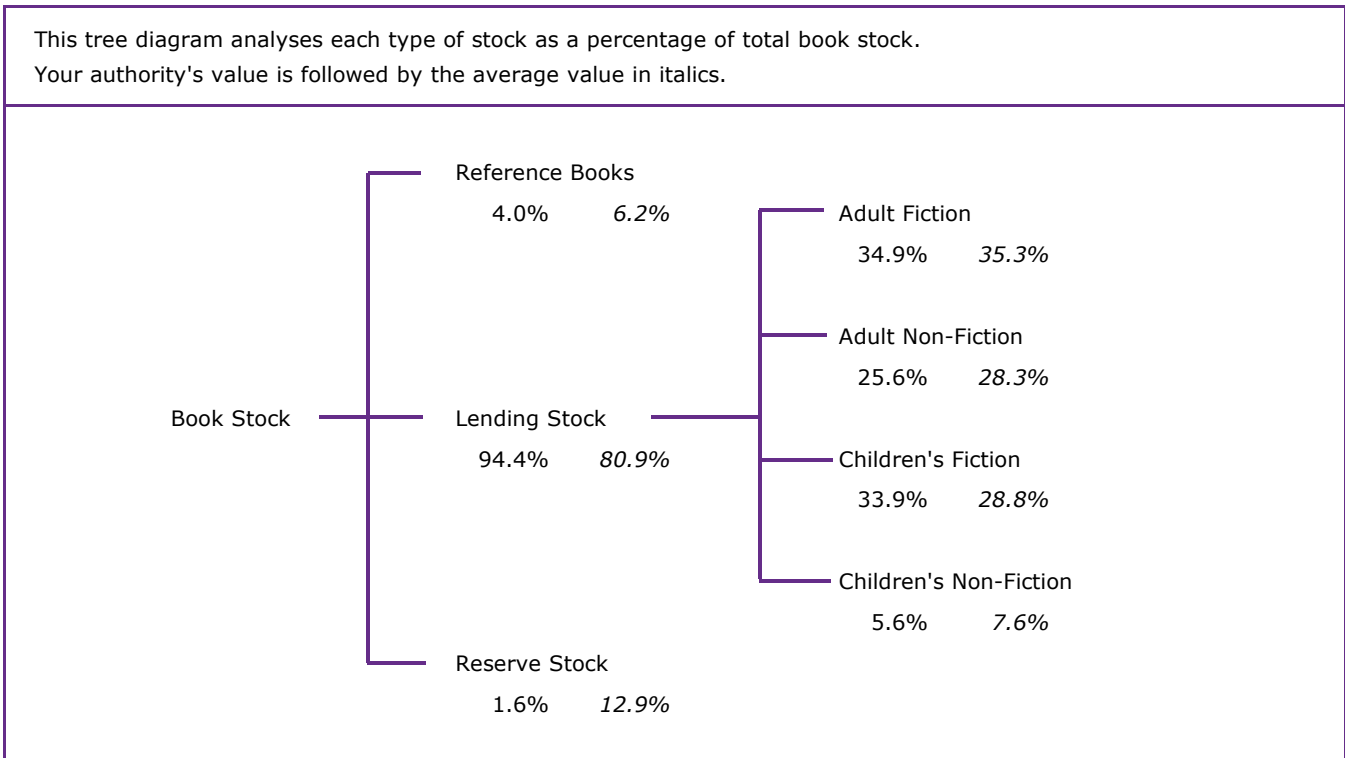 This tree diagram analyses each type of stock as a percentage of total book stock.
Your authority's value is followed by the average value in italics.
Reference Books
4.0% 6.2%
Adult Fiction
34.9% 35.3%
Adult Non-Fiction
25.6% 28.3%
Book Stock
Lending Stock
94.4% 80.9%
Children's Fiction
33.9% 28.8%
Children's Non-Fiction
5.6% 7.6%
Reserve Stock
1.6% 12.9%